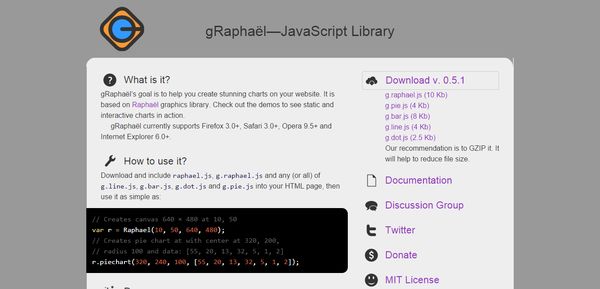 gRaphaël—JavaScript Library
What is it?
gRaphaël's goal is to help you create stunning charts on your website. It is
based on Raphaël graphics library. Check out the demos to see static and
interactive charts in action.
gRaphaël currently supports Firefox 3.0+, Safari 3.0+, Opera 9.5+ and
Internet Explorer 6.0+.
How to use it?
Download and include raphael.js, g.raphael.js and any (or all) of
g.line.js, g.bar.js, g.dot.js and g.pie.js into your HTML page, then
use it as simple as:
// Creates canvas 640 × 480 at 10, 50
var r = Raphael(10, 50, 640, 480);
// Creates pie chart at with center at 320, 200,
// radius 100 and data: [55, 20, 13, 32, 5, 1, 2]
r.piechart(320, 240, 100, [55, 20, 13, 32, 5, 1, 2]);
Download v. 0.5.1
g.raphael.js (10 Kb)
g.pie.js (4 Kb)
g.bar.js (8 Kb)
g.line.js (4 Kb)
g.dot.js (2.5 Kb)
Our recommendation is to GZIP it. It
will help to reduce file size.
Documentation
Discussion Group
Twitter
Donate
MIT License